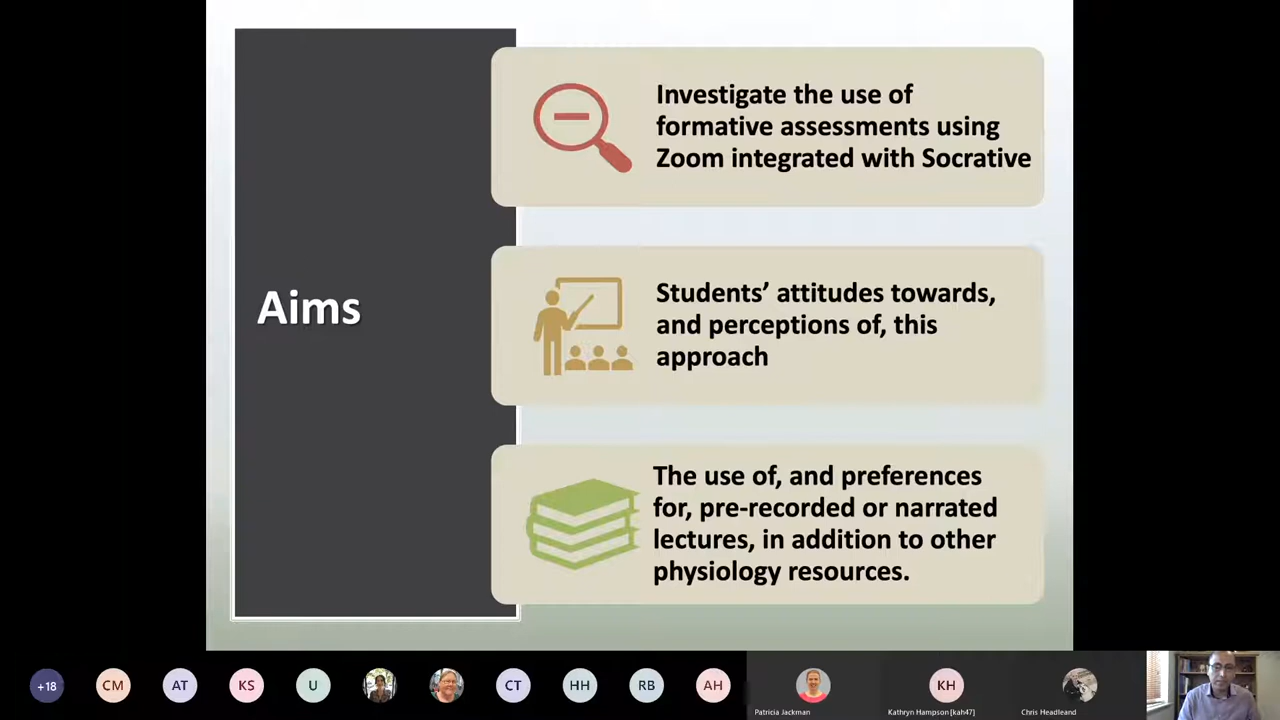 Aims
Investigate the use of
formative assessments using
Zoom integrated with Socrative
Students’ attitudes towards,
and perceptions of, this
approach
The use of, and preferences
for, pre-recorded or narrated
lectures, in addition to other
physiology resources.
+18
CM
AT
KS
U
CT
HH
RB
AH
KH
Patricia Jackman
Kathryn Hampson [kah47]
Chris Headleand